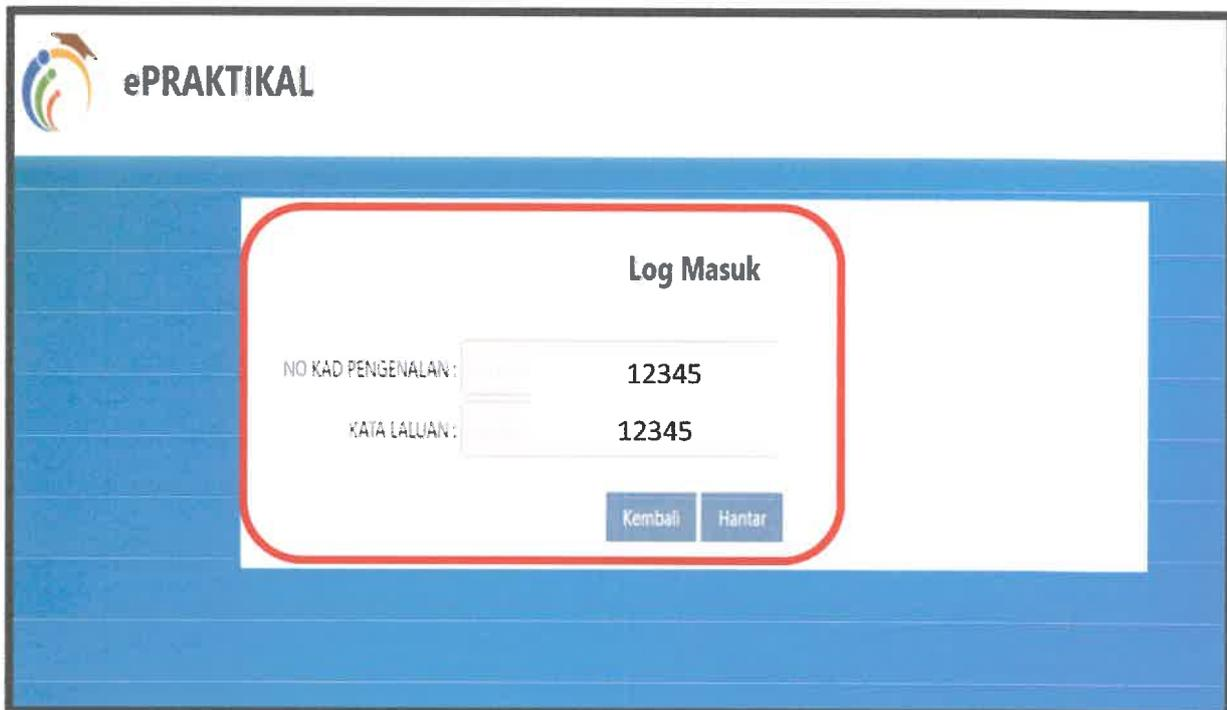 ePRAKTIKAL
Log Masuk
NO KAD PENGENALAN : 12345
KATA LALUAN : 12345
Kembali Hantar